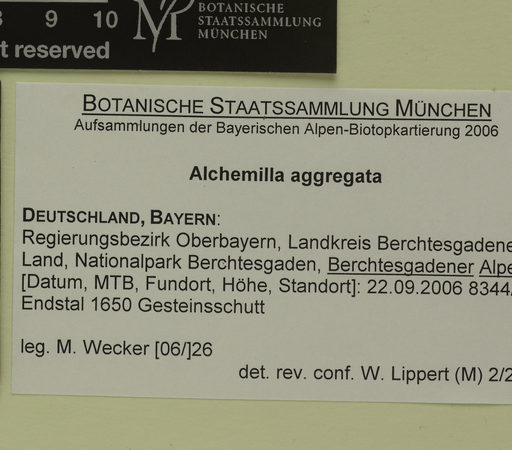 8 9 10
BOTANISCHE
STAATSSAMMLUNG
MÜNCHEN
t reserved
BOTANISCHE STAATSSAMMLUNG MÜNCHEN
Aufsammlungen der Bayerischen Alpen-Biotopkartierung 2006
Alchemilla aggregata
DEUTSCHLAND, BAYERN:
Regierungsbezirk Oberbayern, Landkreis Berchtesgadene
Land, Nationalpark Berchtesgaden, Berchtesgadener Alpe
[Datum, MTB, Fundort, Höhe, Standort]: 22.09.2006 8344
Endstal 1650 Gesteinsschutt
leg. M. Wecker [06/]26
det. rev. conf. W. Lippert (M) 2/2